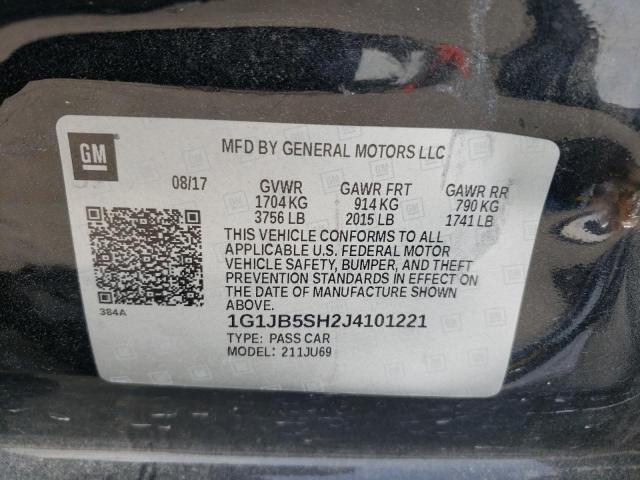 GM
MFD BY GENERAL MOTORS LLC
08/17 GVWR GAWR FRT GAWR RR
1704 KG 914 KG 790 KG
3756 LB 2015 LB 1741 LB
THIS VEHICLE CONFORMS TO ALL
APPLICABLE U.S. FEDERAL MOTOR
VEHICLE SAFETY, BUMPER, AND THEFT
PREVENTION STANDARDS IN EFFECT ON
THE DATE OF MANUFACTURE SHOWN
ABOVE.
384A
1G1JB5SH2J4101221
TYPE: PASS CAR
MODEL: 211JU69